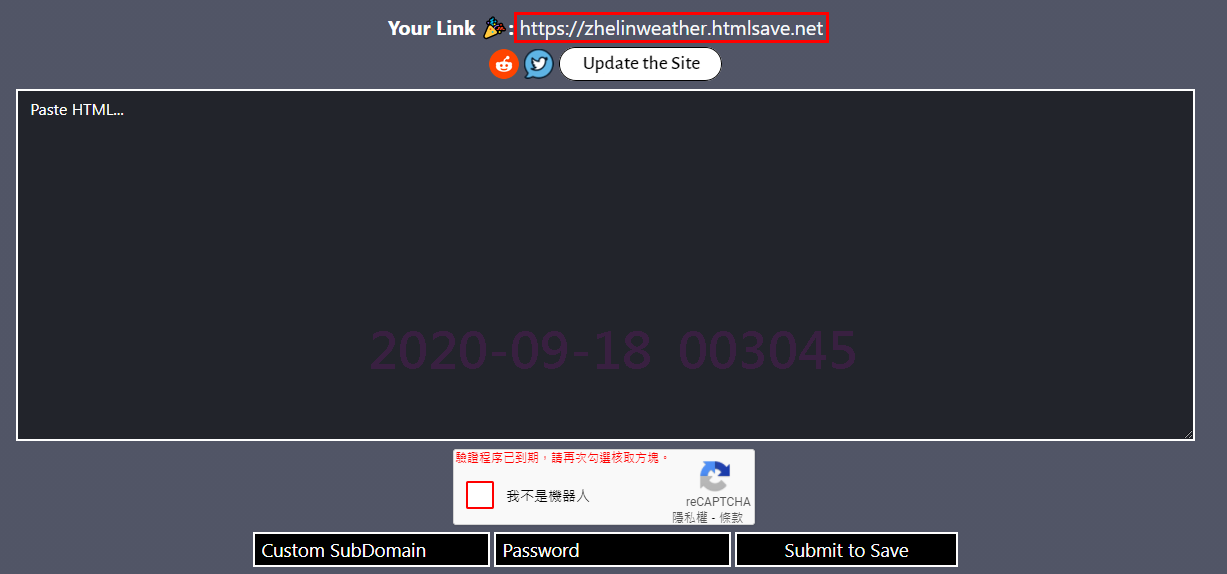 Your Link 🎉: https://zhelinweather.htmlsave.net
Update the Site
Paste HTML...
2020-09-18 003045
驗證程序已到期，請再次勾選核取方塊。
我不是機器人
reCAPTCHA
隱私權 - 條款
Custom SubDomain
Password
Submit to Save